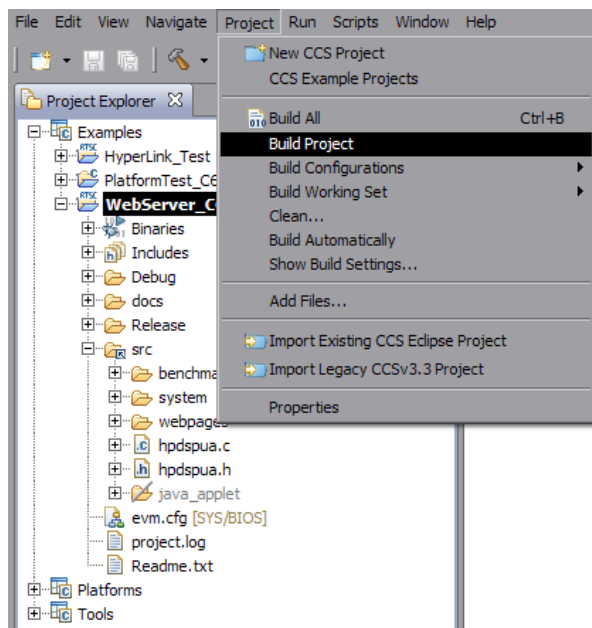 File Edit View Navigate Project Run Scripts Window Help
New CCS Project
CCS Example Projects
Build All Ctrl+B
Build Project
Build Configurations
Build Working Set
Clean...
Build Automatically
Show Build Settings...
Add Files...
Import Existing CCS Eclipse Project
Import Legacy CCSv3.3 Project
Properties
Project Explorer
Examples
HyperLink_Test
PlatformTest_C6
WebServer_C
Binaries
Includes
Debug
docs
Release
src
benchma
system
webpages
hpdspua.c
hpdspua.h
java_applet
evm.cfg [SYS/BIOS]
project.log
Readme.txt
Platforms
Tools